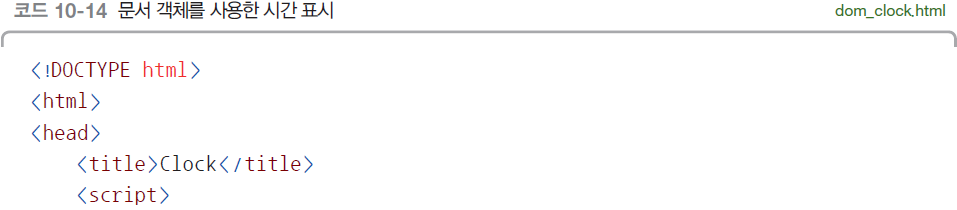 코드 10-14 문서 객체를 사용한 시간 표시 dom_clock.html
<!DOCTYPE html>
<html>
<head>
<title>Clock</title>
<script>